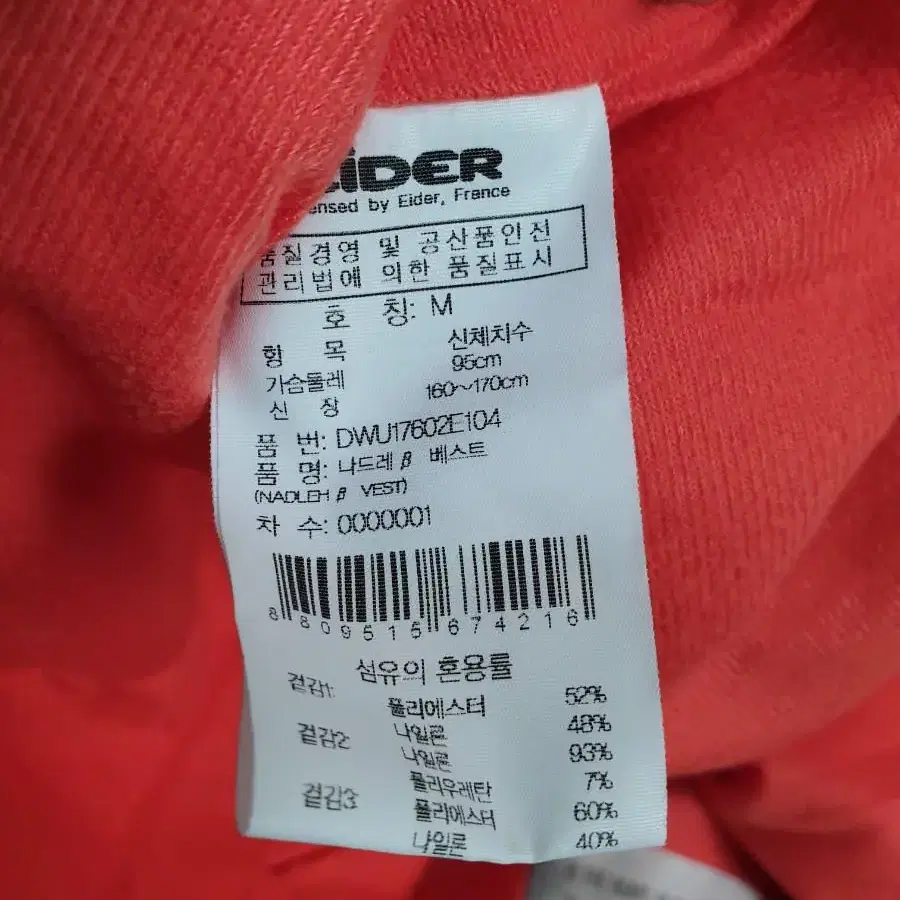 EiDER
ensed by Eider, France
품질경영 및 공산품안전
관리법에 의한 품질표시
호 칭: M
항 목 신체치수
가슴둘레 95cm
신 장 160~170cm
품 번: DWU17602E104
품 명: 나드레 β 베스트
(NADLEH β VEST)
차 수: 0000001
8809515674216
섬유의 혼용률
겉감1: 폴리에스터 52%
나일론 48%
겉감2 나일론 93%
폴리우레탄 7%
겉감3 폴리에스터 60%
나일론 40%